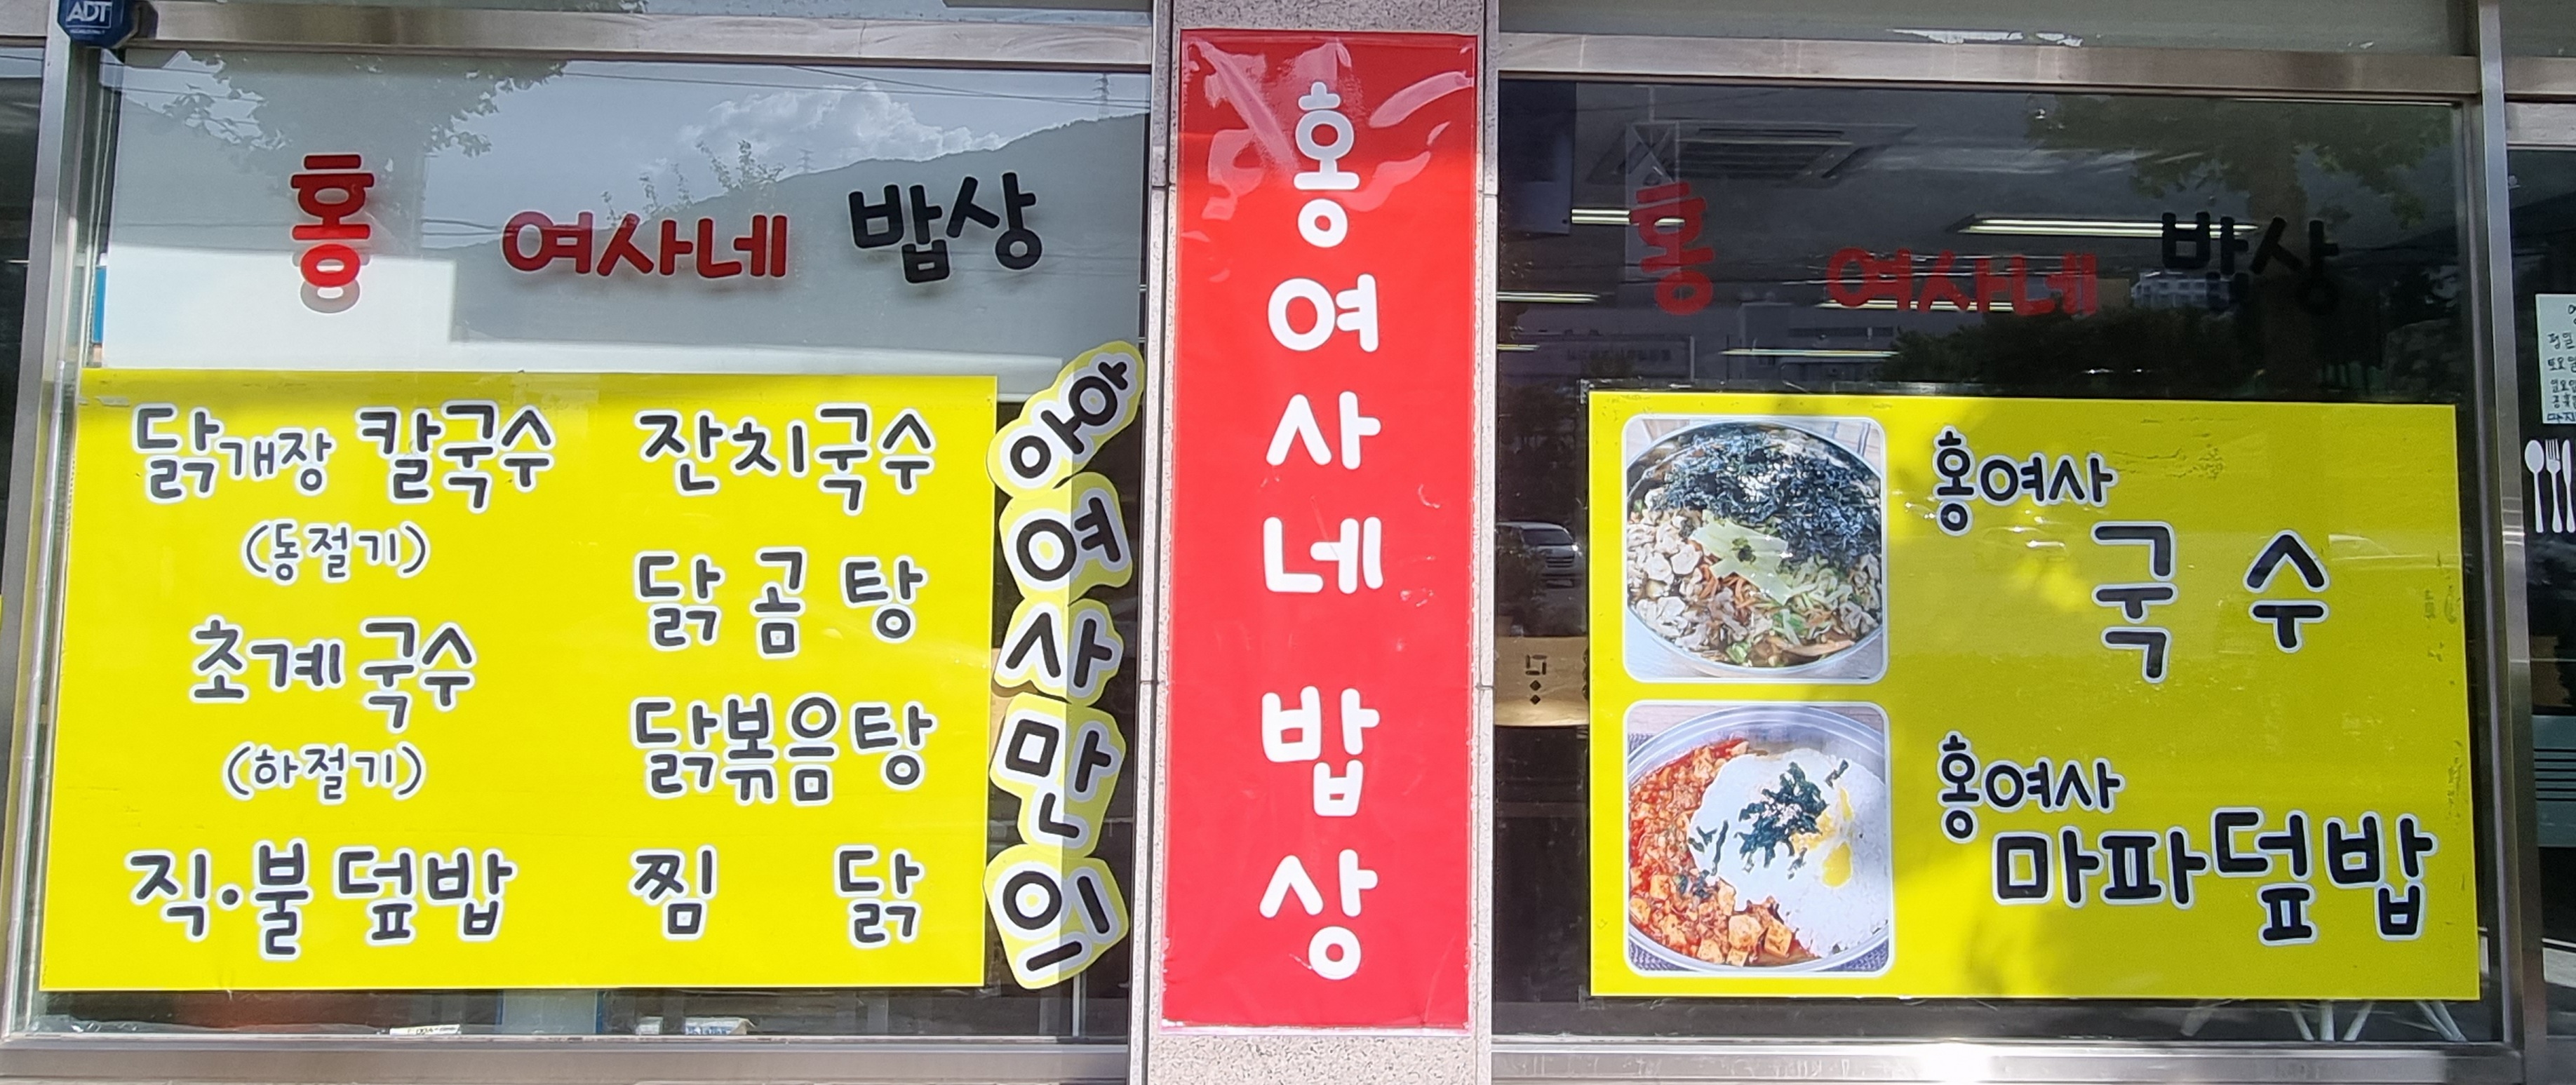 ADT
홍 여사네 밥상
닭개장 칼국수
(동절기)
초계국수
(하절기)
직·불덮밥
잔치국수
닭곰탕
닭볶음탕
찜닭
아야여사만의
홍여사네 밥상
홍 여사네 밥상
홍여사
국수
홍여사
마파덮밥